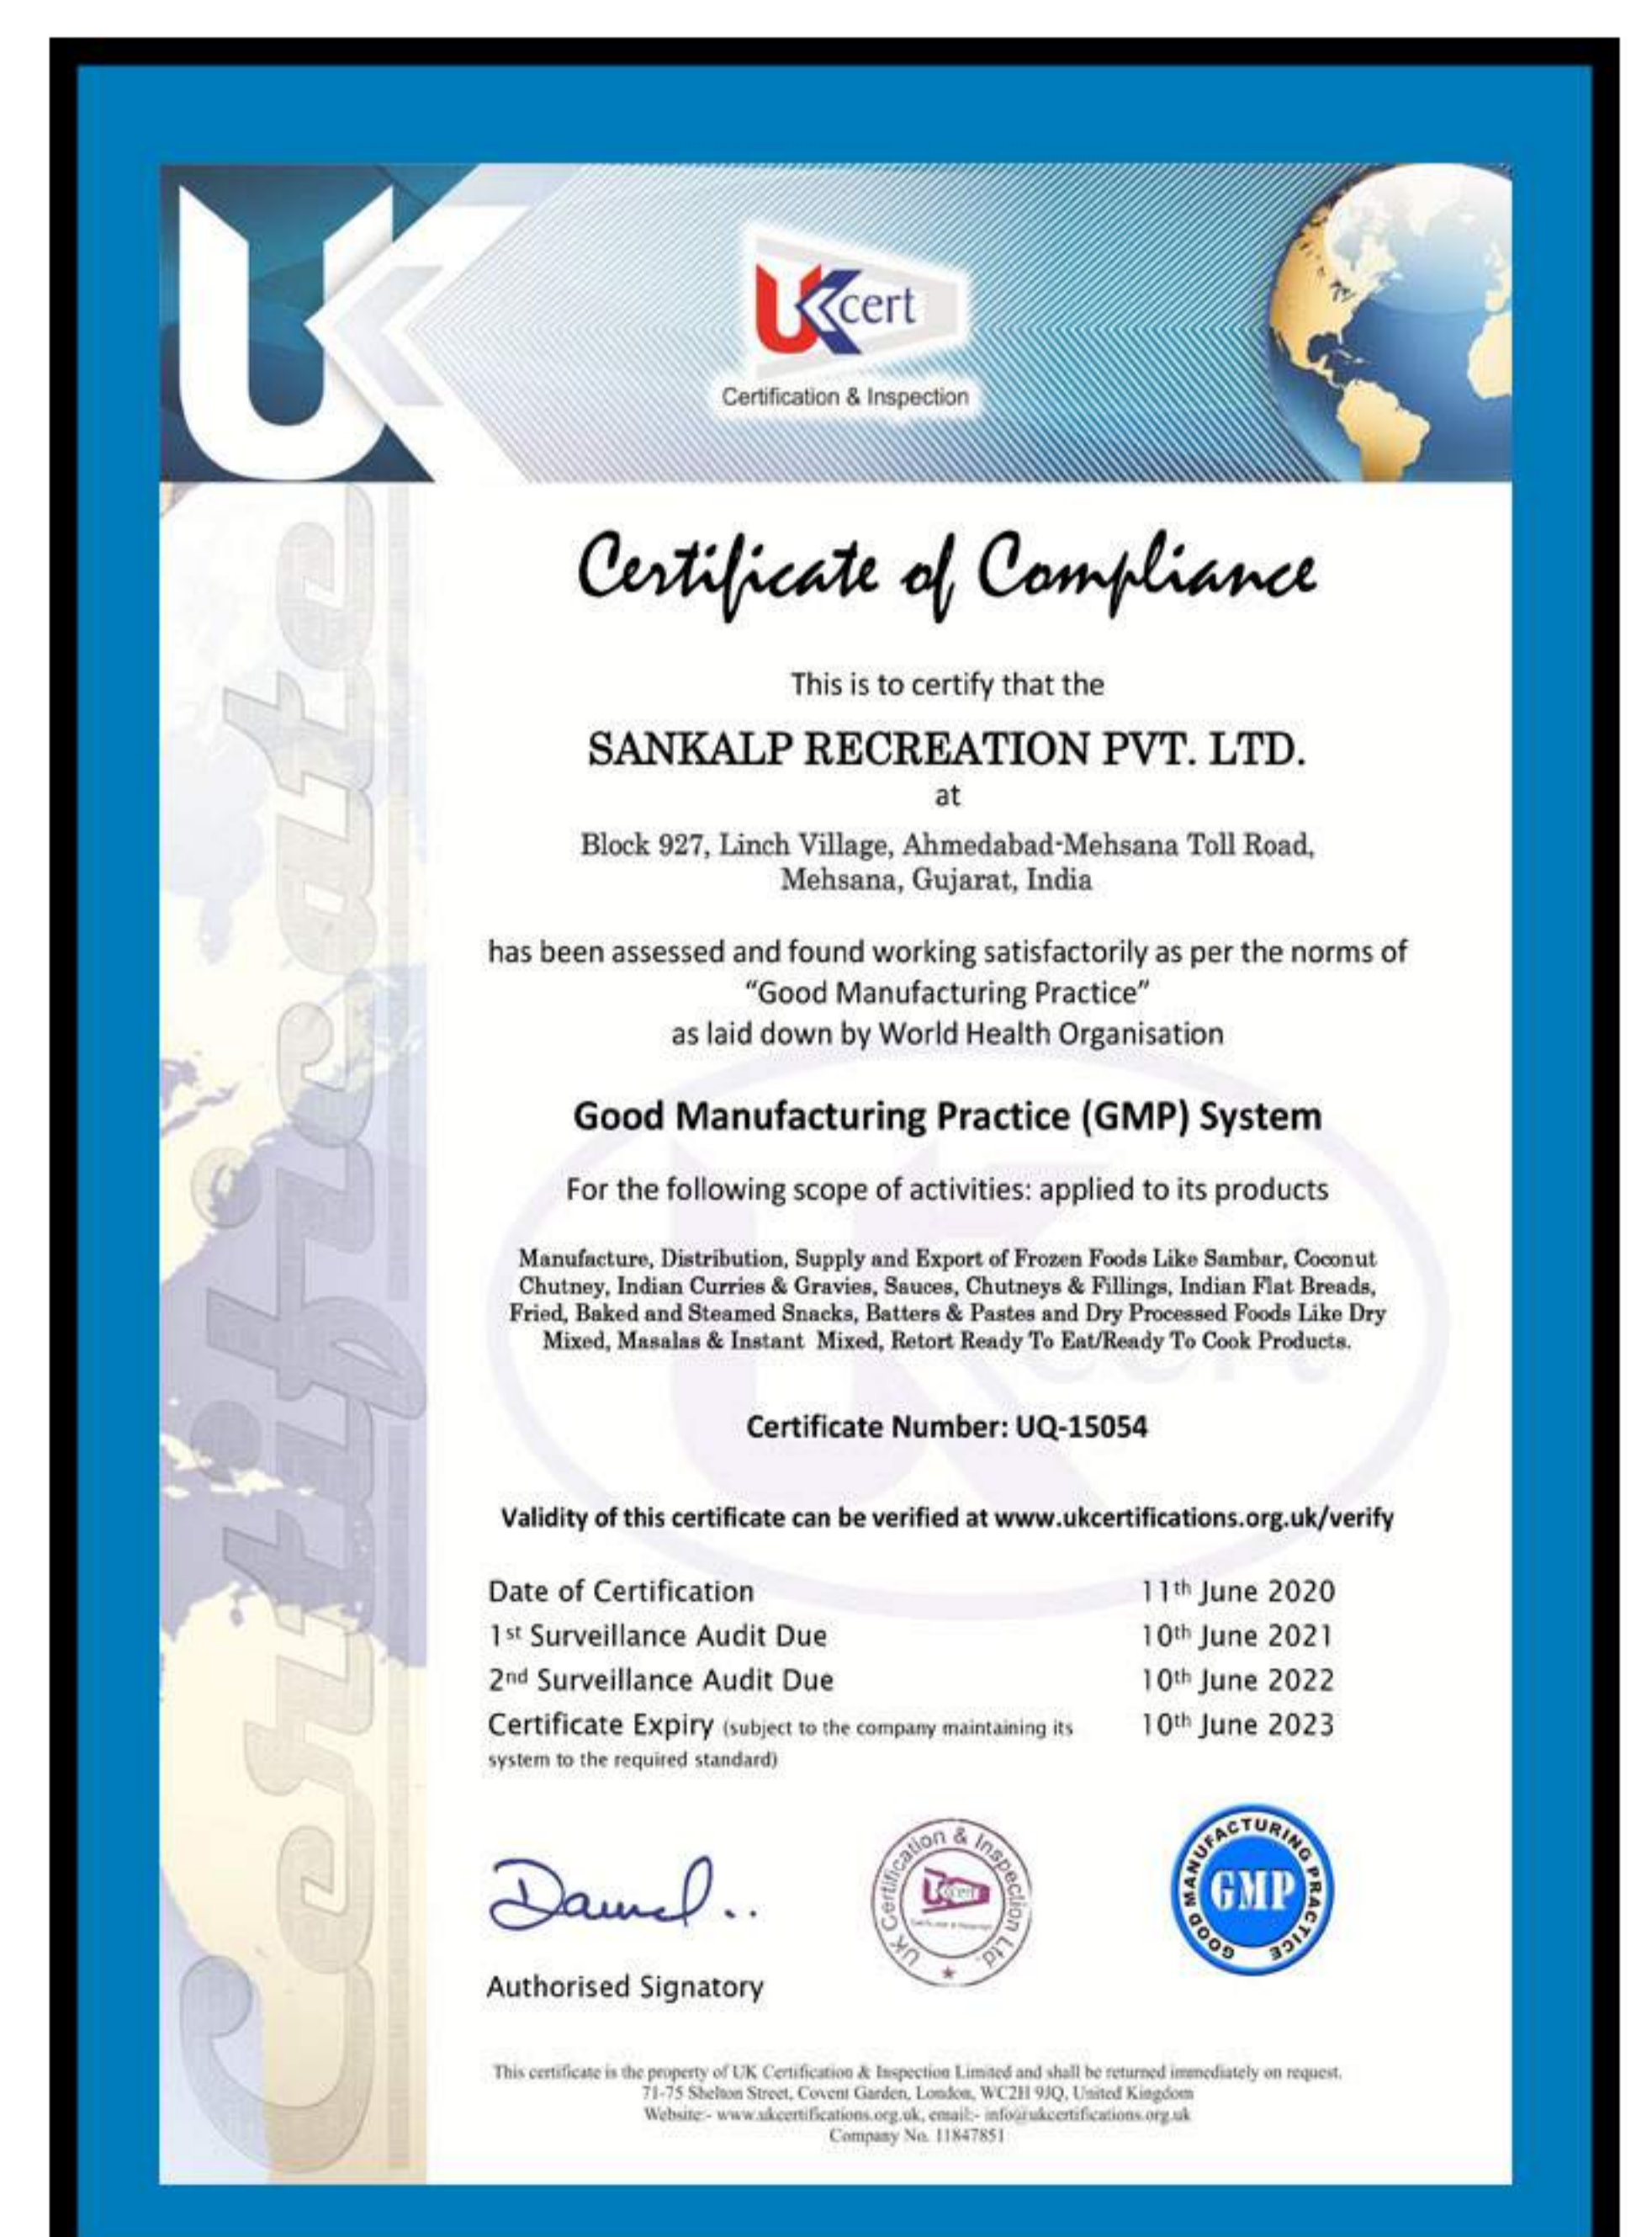 UK
UKcert
Certification & Inspection
Certificate
Certificate of Compliance
This is to certify that the
SANKALP RECREATION PVT. LTD.
at
Block 927, Linch Village, Ahmedabad-Mehsana Toll Road,
Mehsana, Gujarat, India
has been assessed and found working satisfactorily as per the norms of
“Good Manufacturing Practice”
as laid down by World Health Organisation
Good Manufacturing Practice (GMP) System
For the following scope of activities: applied to its products
Manufacture, Distribution, Supply and Export of Frozen Foods Like Sambar, Coconut
Chutney, Indian Curries & Gravies, Sauces, Chutneys & Fillings, Indian Flat Breads,
Fried, Baked and Steamed Snacks, Batters & Pastes and Dry Processed Foods Like Dry
Mixed, Masalas & Instant Mixed, Retort Ready To Eat/Ready To Cook Products.
Certificate Number: UQ-15054
Validity of this certificate can be verified at www.ukcertifications.org.uk/verify
Date of Certification 11th June 2020
1st Surveillance Audit Due 10th June 2021
2nd Surveillance Audit Due 10th June 2022
Certificate Expiry (subject to the company maintaining its 10th June 2023
system to the required standard)
UK Certification & Inspection Ltd.
UKcert
GOOD MANUFACTURING PRACTICE
GMP
Authorised Signatory
This certificate is the property of UK Certification & Inspection Limited and shall be returned immediately on request.
71-75 Shelton Street, Covent Garden, London, WC2H 9JQ, United Kingdom
Website:- www.ukcertifications.org.uk, email:- info@ukcertifications.org.uk
Company No. 11847851